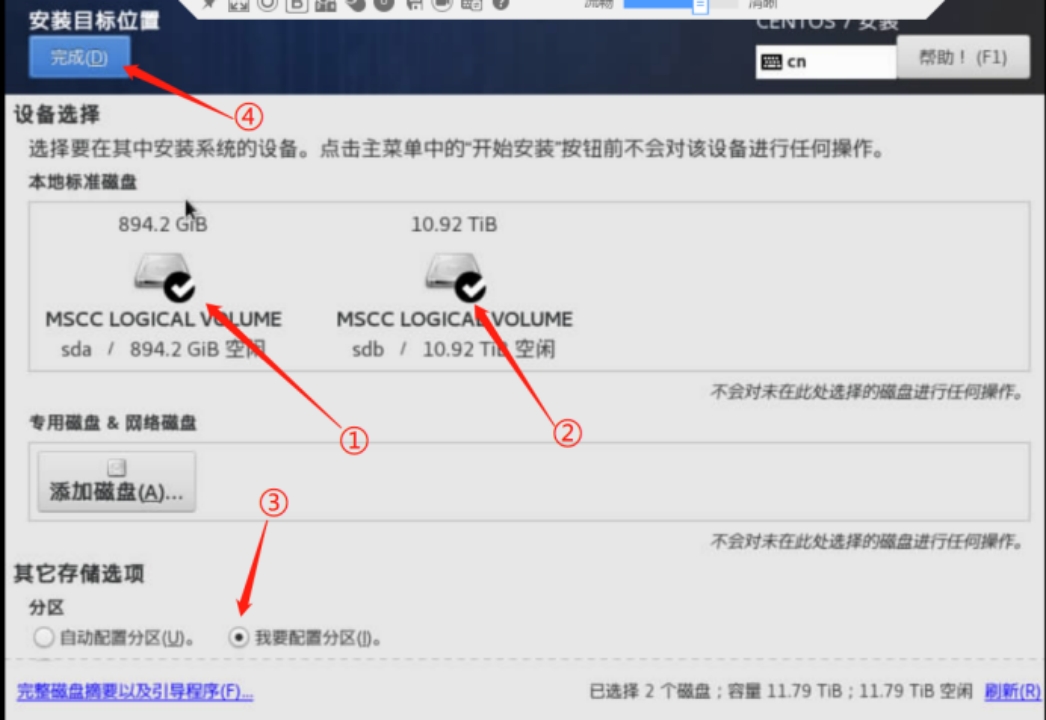 安装目标位置
CENTOS 7 安装
完成(D)
cn
帮助！(F1)
④
设备选择
选择要在其中安装系统的设备。点击主菜单中的“开始安装”按钮前不会对该设备进行任何操作。
本地标准磁盘
894.2 GiB
10.92 TiB
MSCC LOGICAL VOLUME
MSCC LOGICAL VOLUME
sda / 894.2 GiB 空闲
sdb / 10.92 TiB 空闲
不会对未在此处选择的磁盘进行任何操作。
专用磁盘 & 网络磁盘
①
②
添加磁盘(A)...
③
不会对未在此处选择的磁盘进行任何操作。
其它存储选项
分区
自动配置分区(U)。
我要配置分区(I)。
完整磁盘摘要以及引导程序(F)...
已选择 2 个磁盘；容量 11.79 TiB；11.79 TiB 空闲
刷新(R)